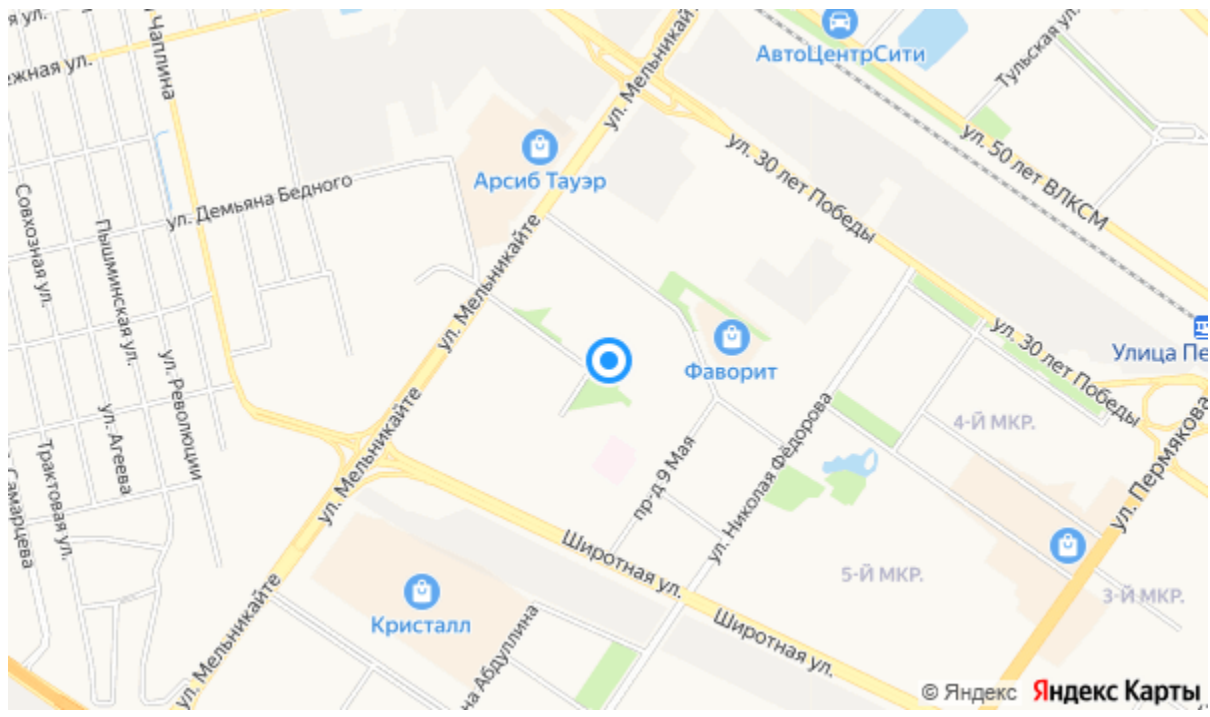 я ул.
Чаплина
ежная ул.
ул. Мельникайте
АвтоЦентрСити
Тульская ул.
ул. 50 лет ВЛКСМ
ул. 30 лет Победы
Арсиб Тауэр
ул. Демьяна Бедного
Совхозная ул.
Пышминская ул.
ул. Мельникайте
ул. Революции
ул. Агеева
Трактовая ул.
Самарцева
Фаворит
ул. 30 лет Победы
Улица Пе
4-Й МКР.
ул. Пермякова
ул. Мельникайте
пр-д 9 Мая
ул. Николая Фёдорова
Широтная ул.
5-Й МКР.
3-Й МКР.
Кристалл
ул. Мельникайте
на Абдуллина
Широтная ул.
© Яндекс Яндекс Карты